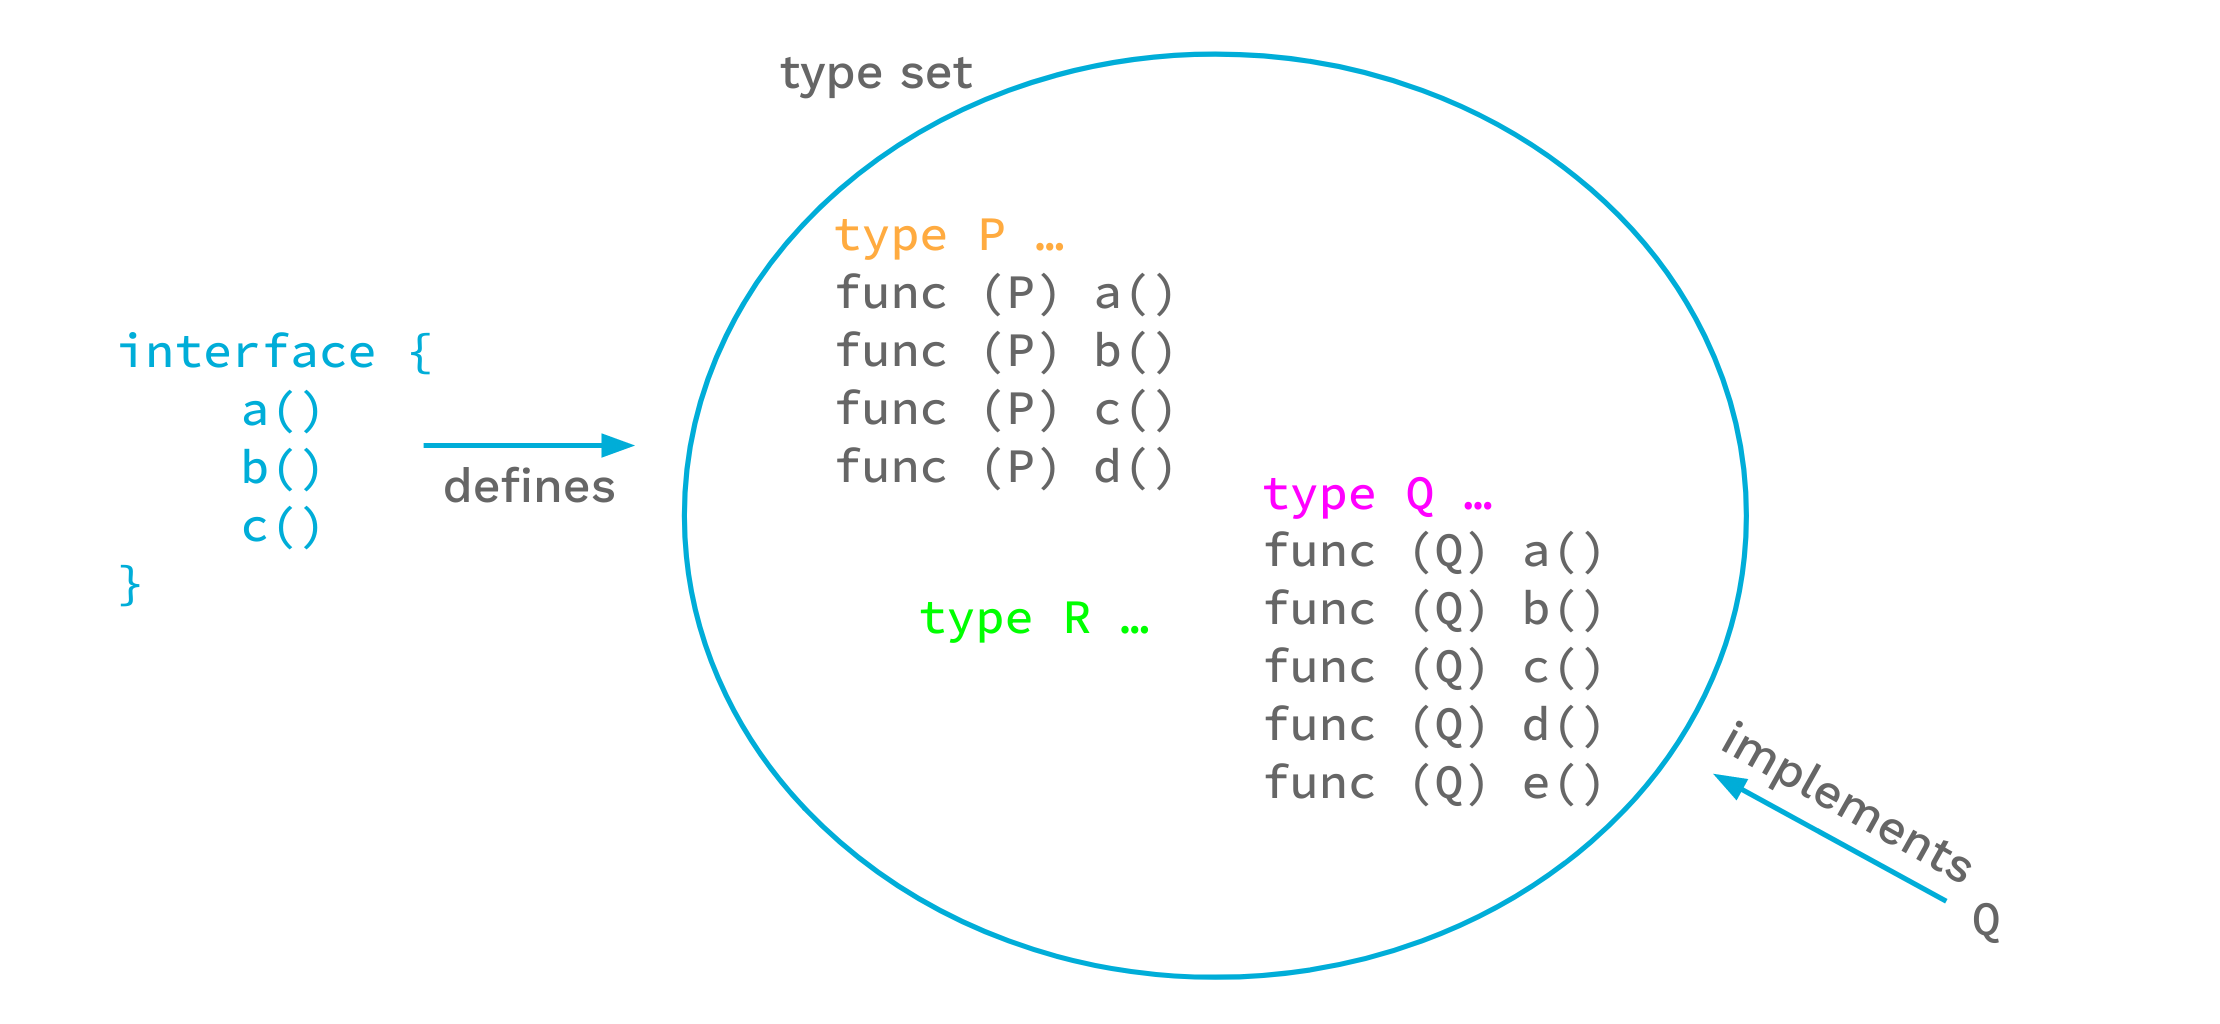 type set
interface {
a()
b()
c()
}
defines
type P …
func (P) a()
func (P) b()
func (P) c()
func (P) d()
type Q …
func (Q) a()
func (Q) b()
func (Q) c()
func (Q) d()
func (Q) e()
type R …
implements
Q